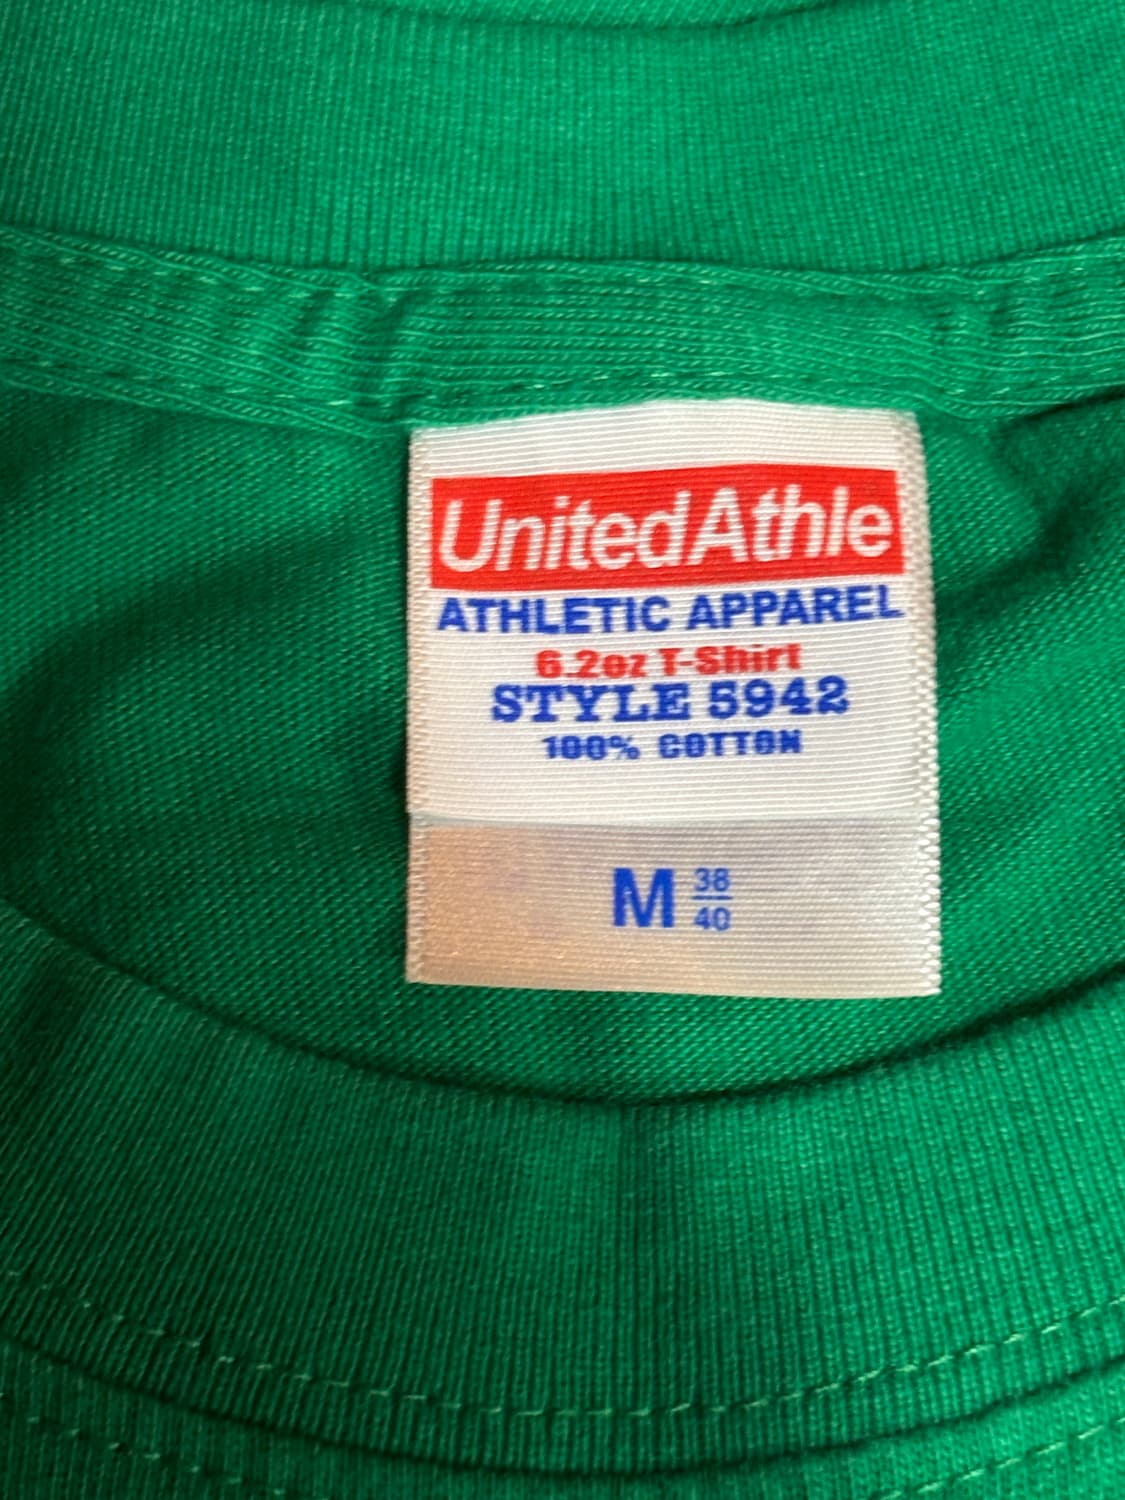 UnitedAthle
ATHLETIC APPAREL
6.2oz T-Shirt
STYLE 5942
100% COTTON
M 38
40